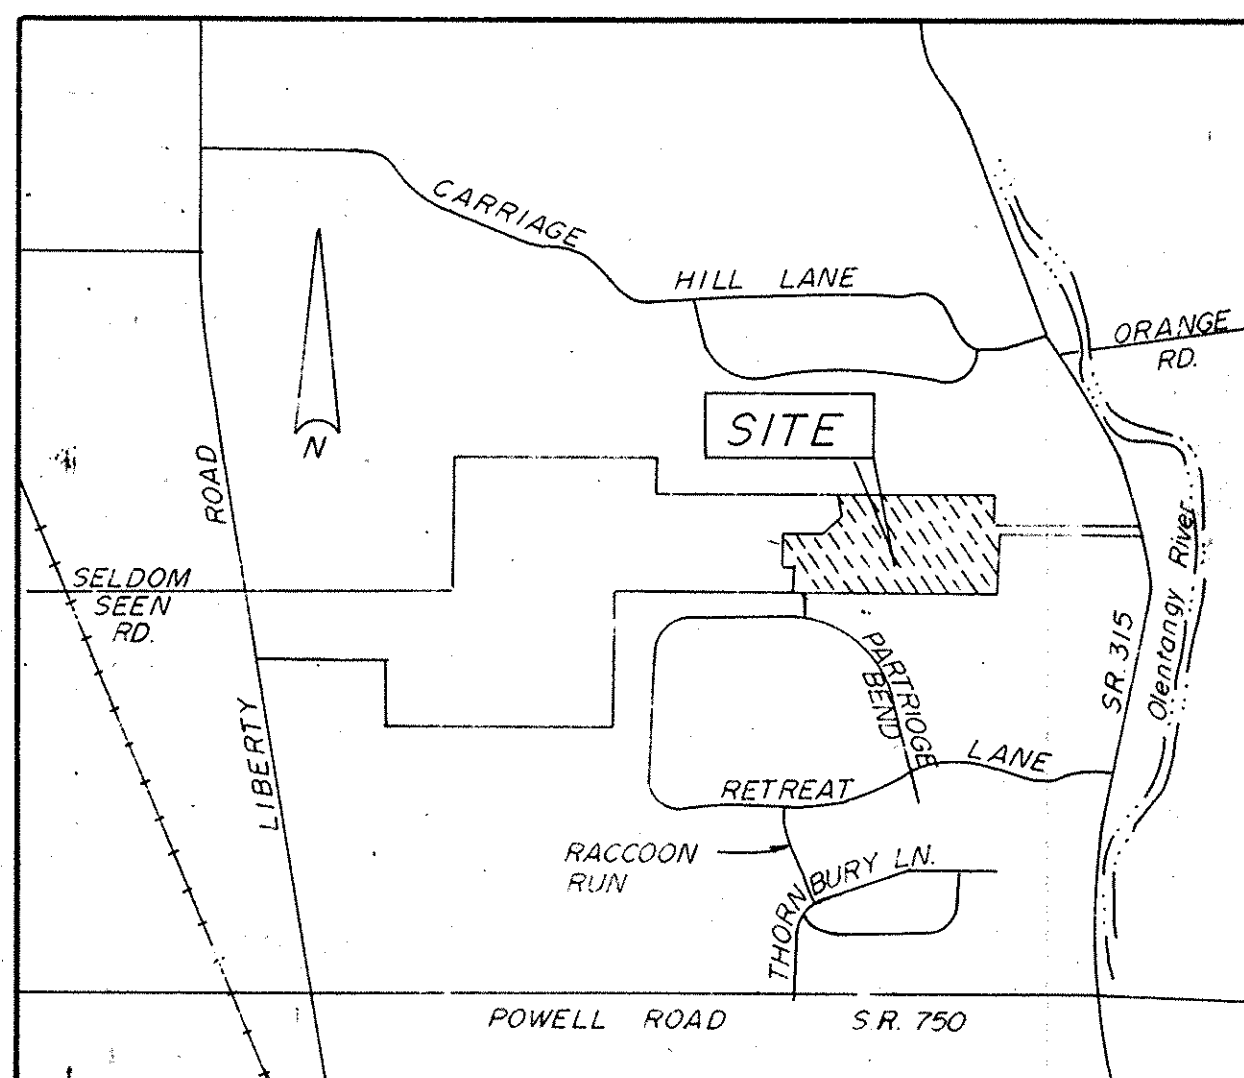 CARRIAGE
HILL LANE
ORANGE
RD.
SITE
N
ROAD
SELDOM
SEEN
RD.
Olentangy River
S.R. 315
PARTRIDGE
BEND
LIBERTY
LANE
RETREAT
RACCOON
RUN
THORNBURY LN.
POWELL ROAD S.R. 750